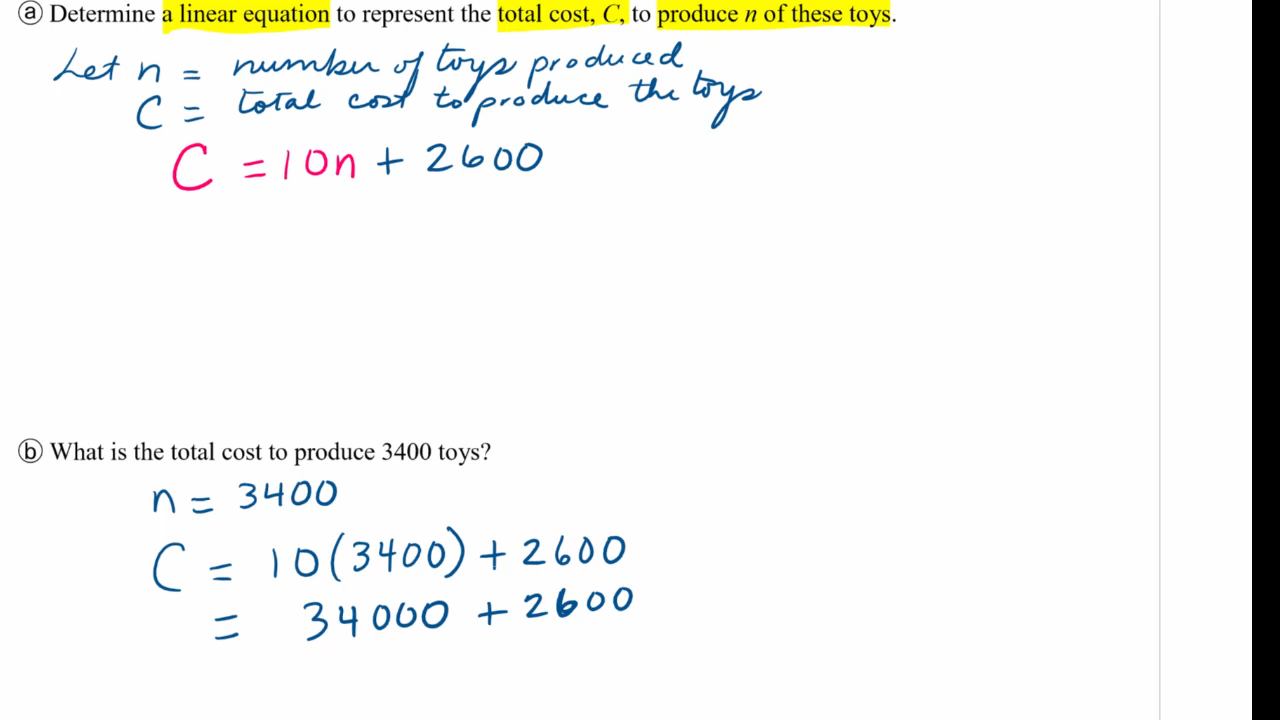 ⓐ Determine a linear equation to represent the total cost, C, to produce n of these toys.
Let n = number of toys produced
C = total cost to produce the toys
C = 10n + 2600
ⓑ What is the total cost to produce 3400 toys?
n = 3400
C = 10(3400) + 2600
= 34000 + 2600